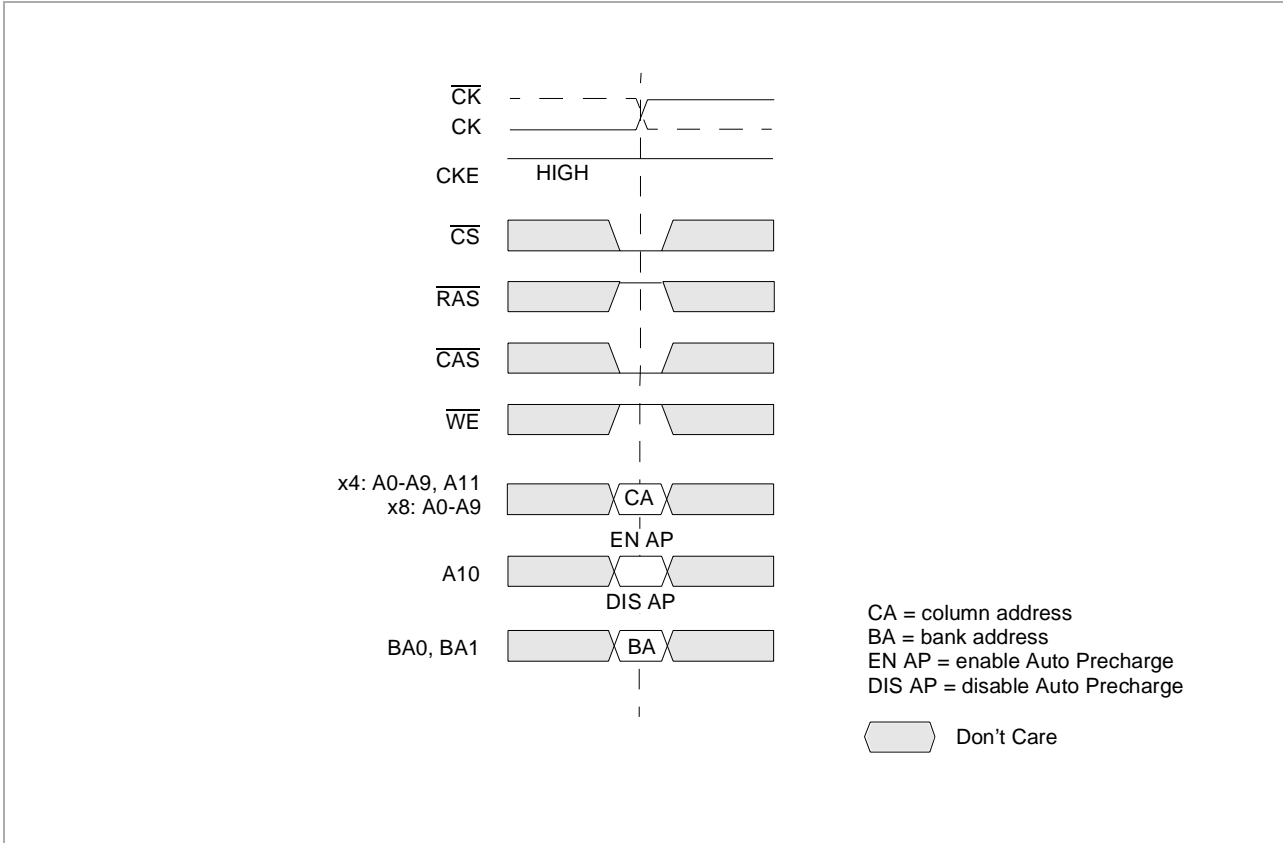 CK
CK
CKE HIGH
CS
RAS
CAS
WE
x4: A0-A9, A11
x8: A0-A9
CA
EN AP
A10
DIS AP
BA0, BA1 BA
CA = column address
BA = bank address
EN AP = enable Auto Precharge
DIS AP = disable Auto Precharge
Don't Care